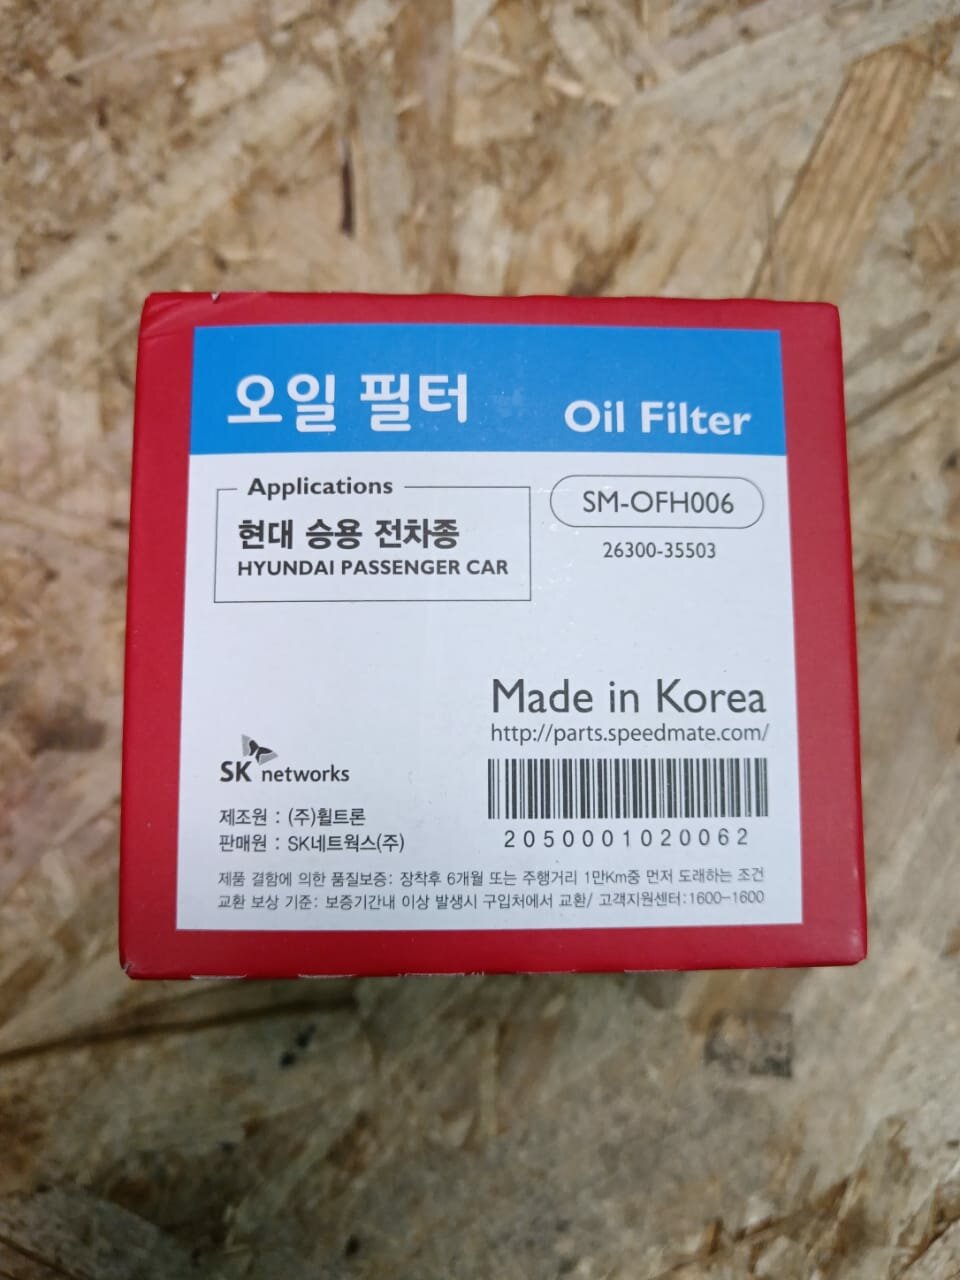 오일 필터 Oil Filter
Applications
현대 승용 전차종
HYUNDAI PASSENGER CAR
SM-OFH006
26300-35503
Made in Korea
http://parts.speedmate.com/
2050001020062
SK networks
제조원 : (주)휠트론
판매원 : SK네트웍스(주)
제품 결함에 의한 품질보증: 장착후 6개월 또는 주행거리 1만Km중 먼저 도래하는 조건
교환 보상 기준: 보증기간내 이상 발생시 구입처에서 교환/ 고객지원센터:1600-1600